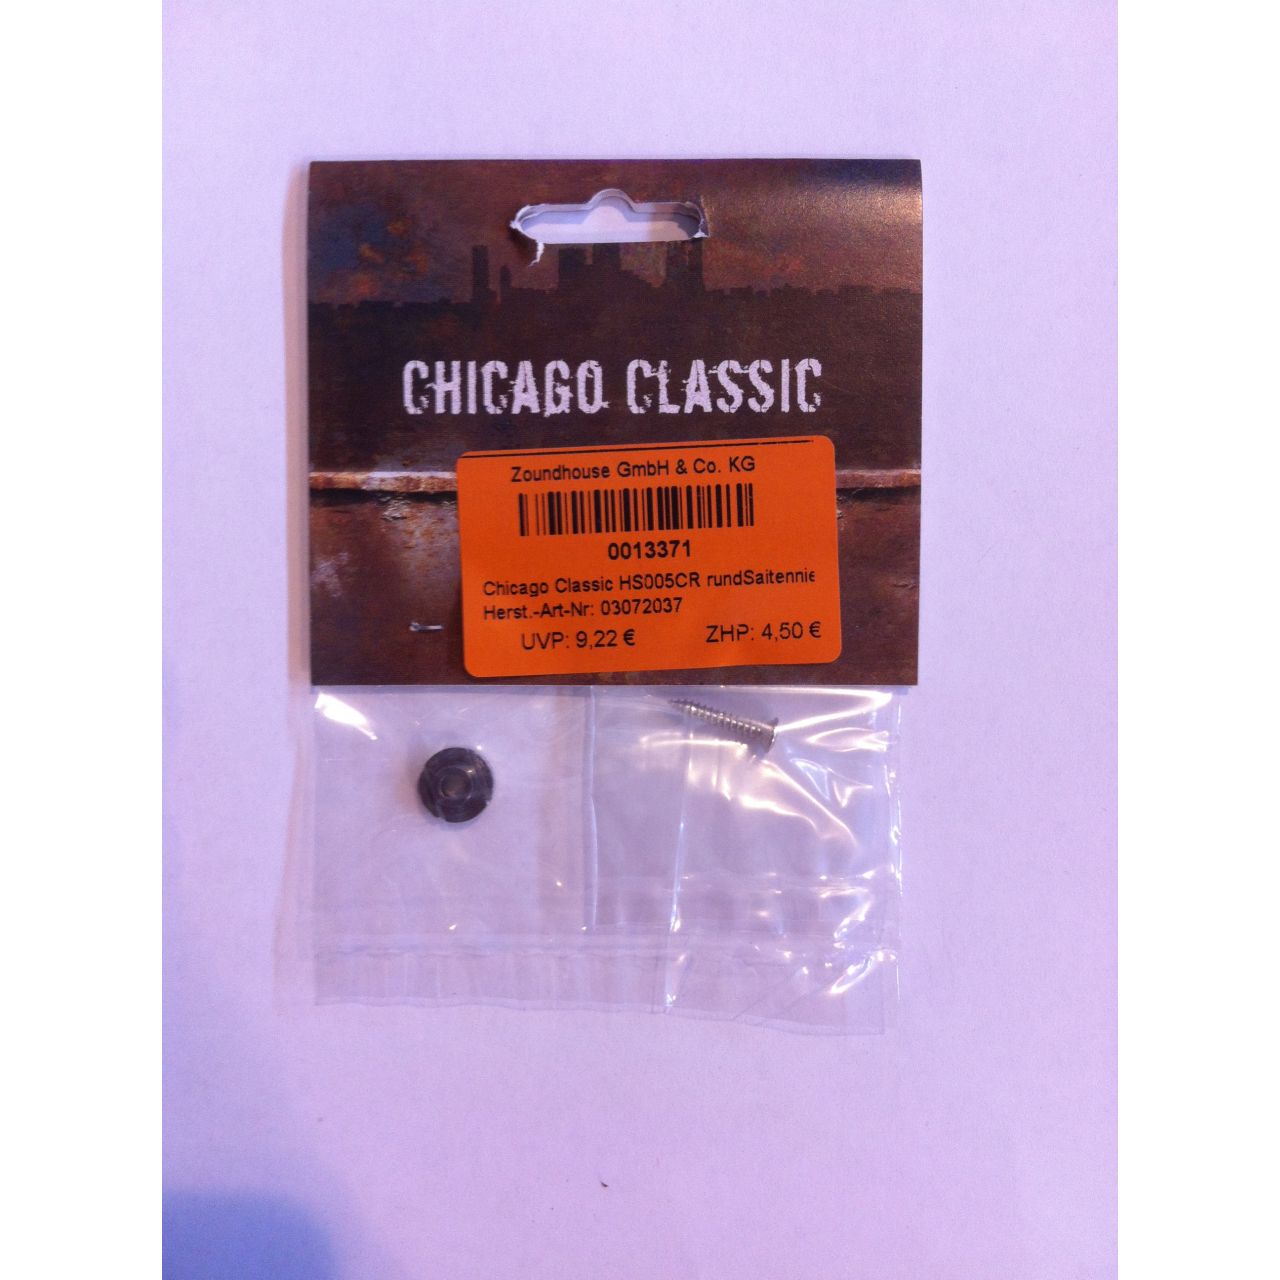 CHICAGO CLASSIC
Zoundhouse GmbH & Co. KG
0013371
Chicago Classic HS005CR rundSaitennie
Herst.-Art-Nr: 03072037
UVP: 9,22 € ZHP: 4,50 €